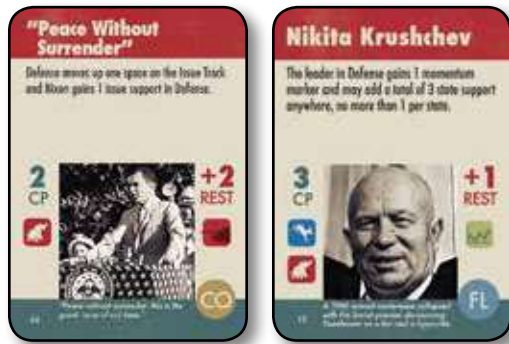 "Peace Without
Surrender"
Defense moves up one space on the Issue Track
and Nixon gains 1 issue support in Defense.
2
CP
+2
REST
CO
Nikita Krushchev
The leader in Defense gains 1 momentum
marker and may add a total of 3 state support
anywhere, no more than 1 per state.
3
CP
+1
REST
FL